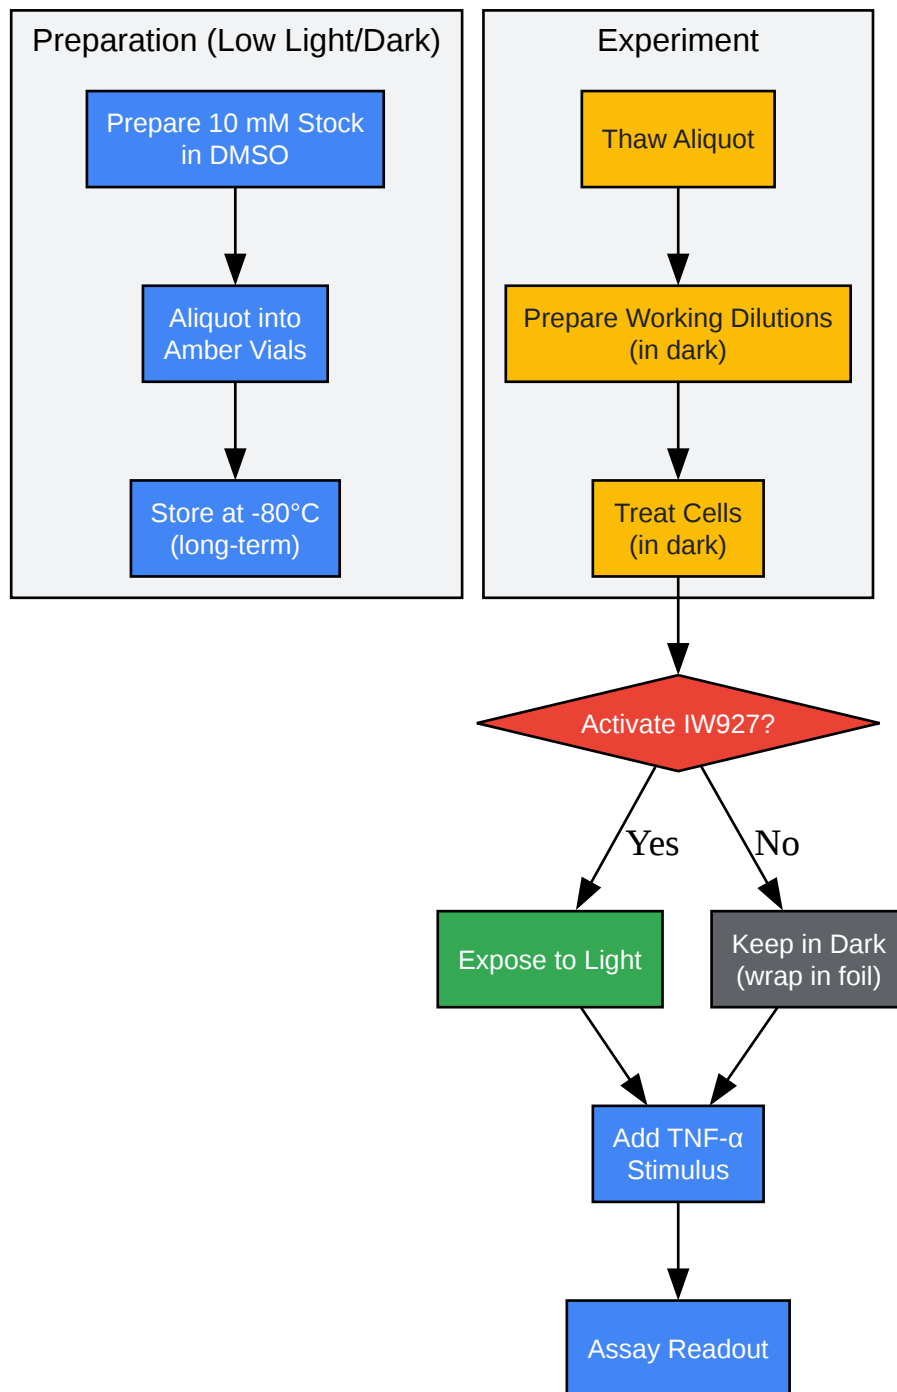 Preparation (Low Light/Dark)
Prepare 10 mM Stock
in DMSO
Aliquot into
Amber Vials
Store at -80°C
(long-term)
Experiment
Thaw Aliquot
Prepare Working Dilutions
(in dark)
Treat Cells
(in dark)
Activate IW927?
Yes
No
Expose to Light
Keep in Dark
(wrap in foil)
Add TNF-α
Stimulus
Assay Readout